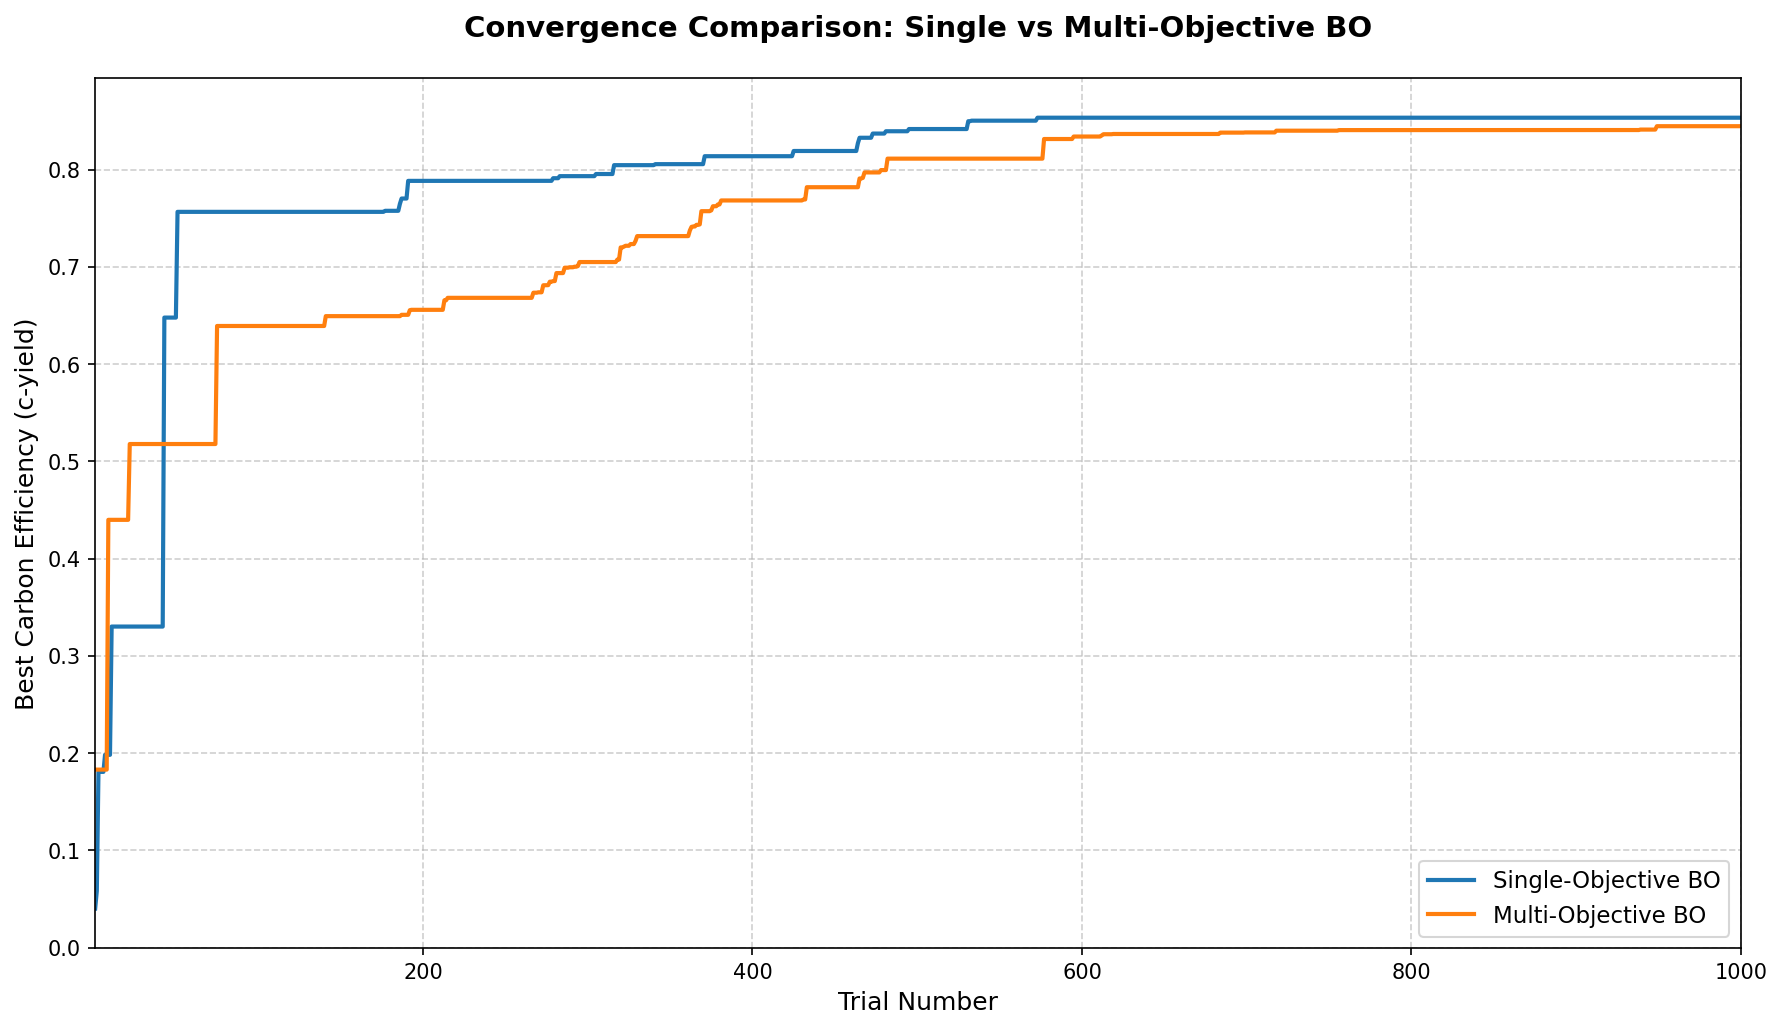 Convergence Comparison: Single vs Multi-Objective BO
Best Carbon Efficiency (c-yield)
0.8
0.7
0.6
0.5
0.4
0.3
0.2
0.1
0.0
200
400
600
800
1000
Trial Number
Single-Objective BO
Multi-Objective BO